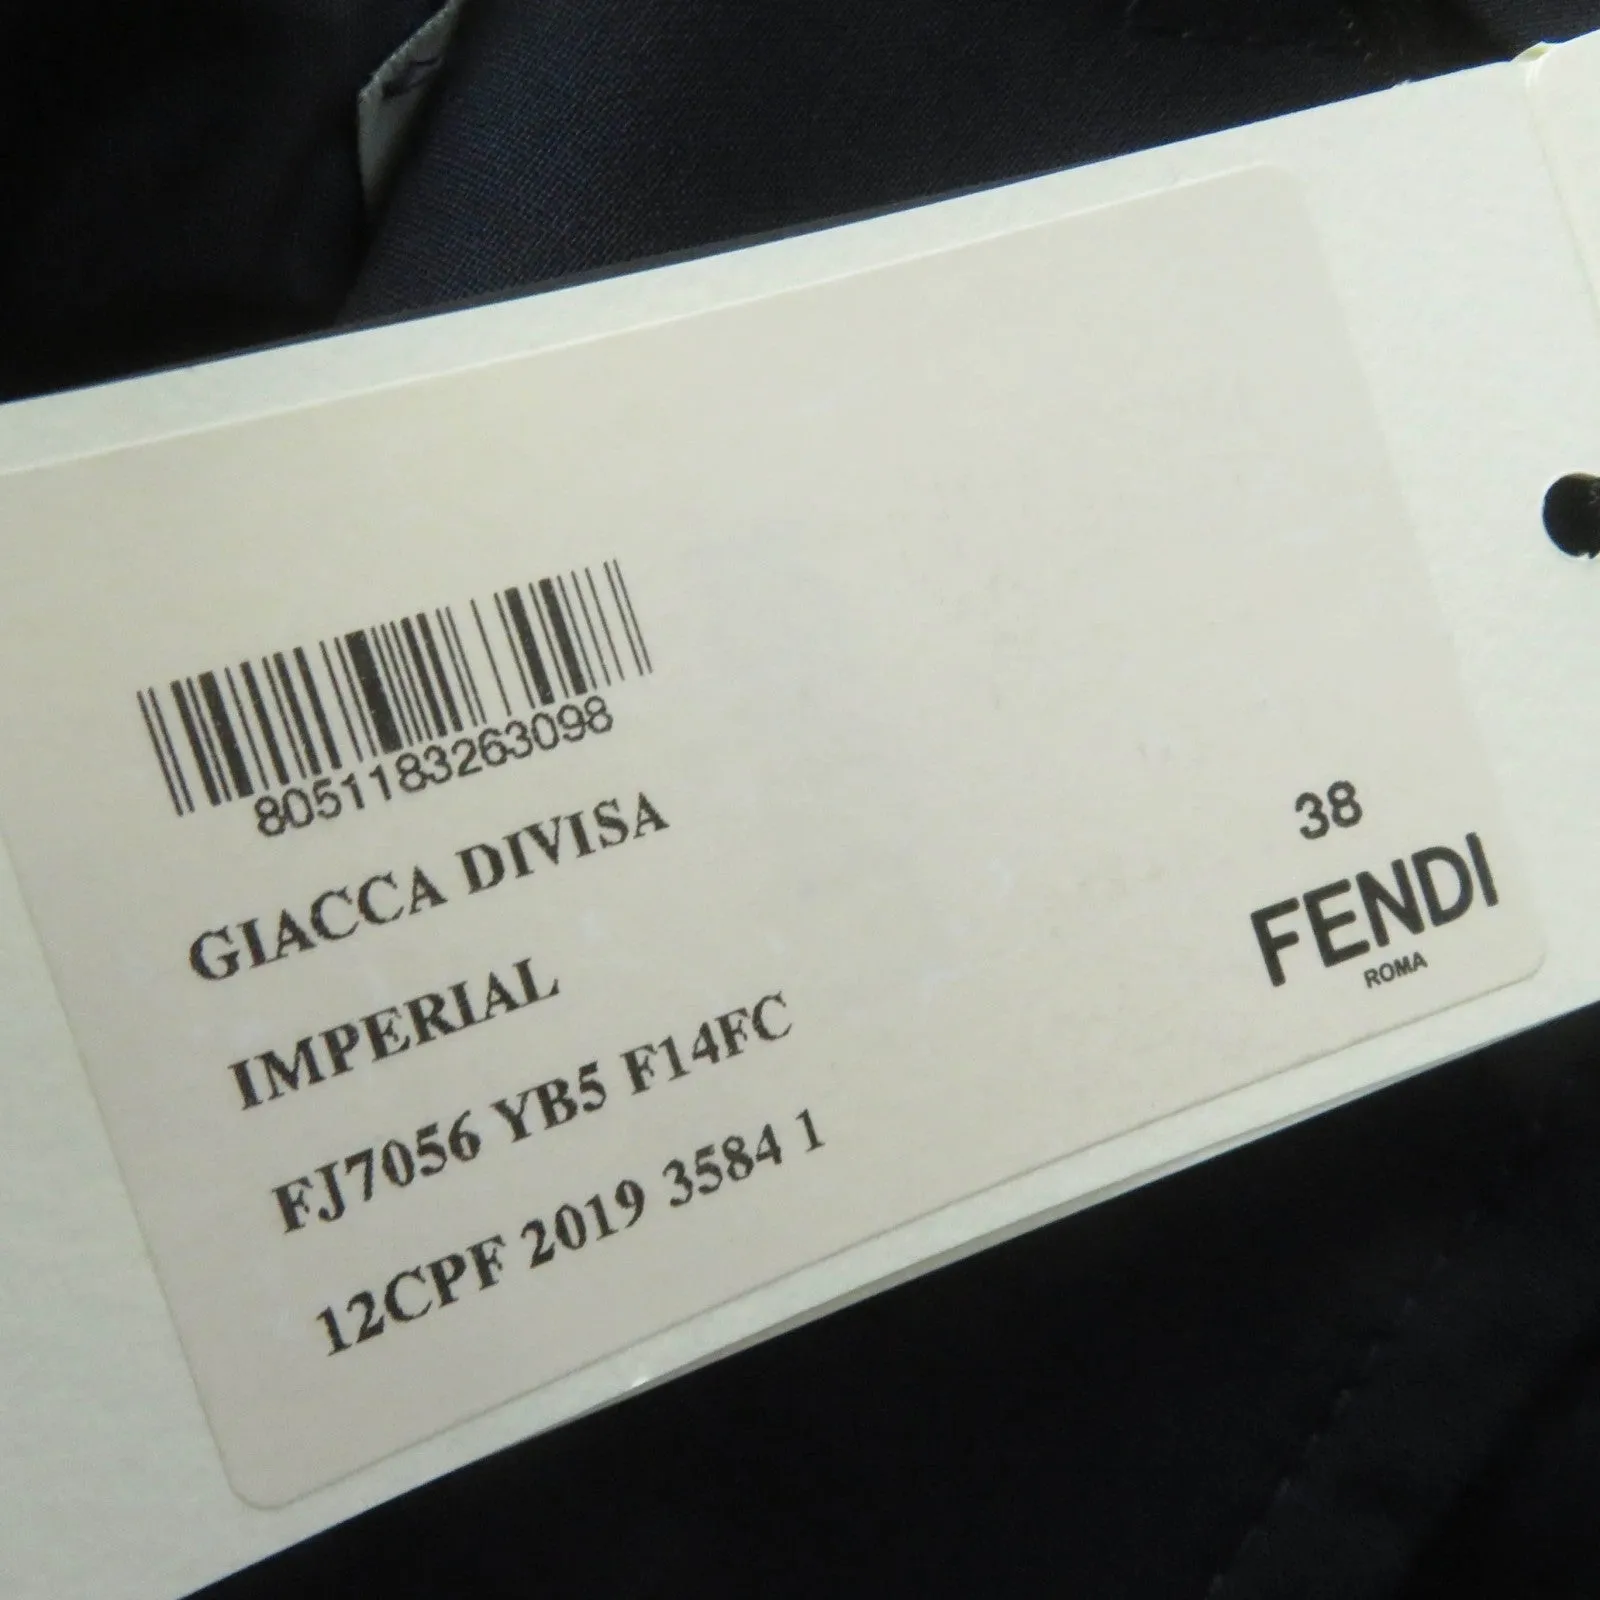 8051183263098
GIACCA DIVISA
IMPERIAL
FJ7056 YB5 F14FC
12CPF 2019 3584 1
38
FENDI
ROMA